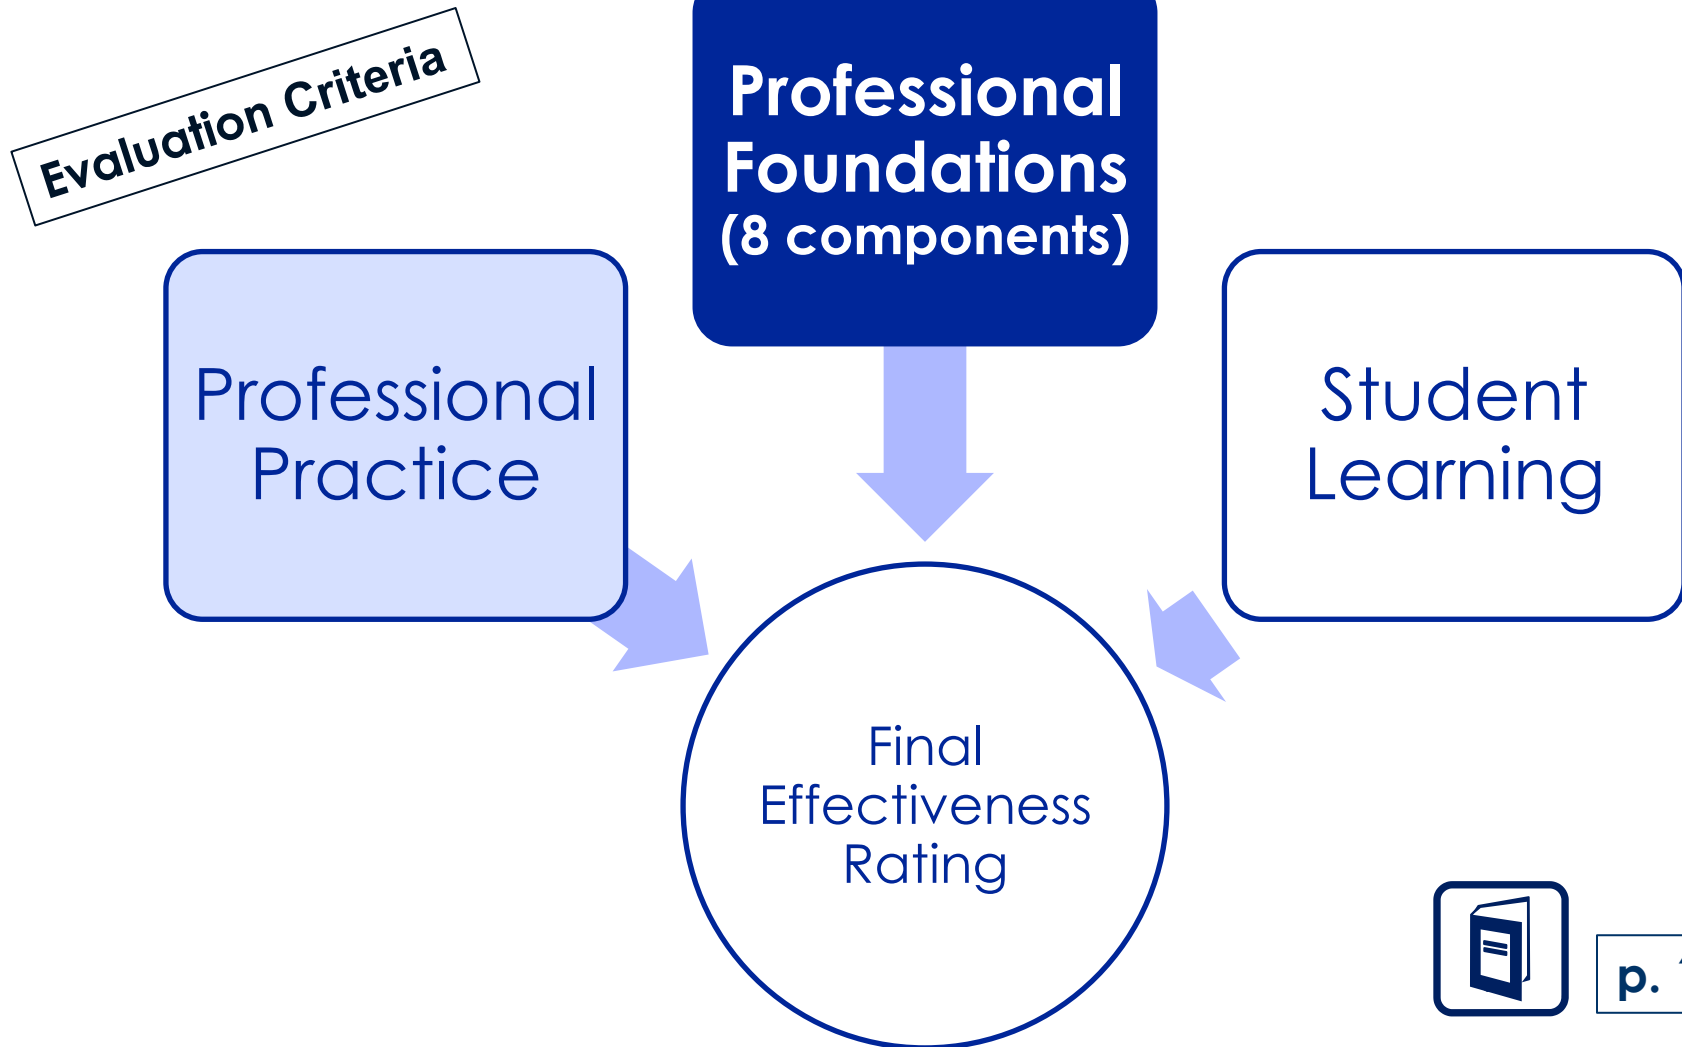 Evaluation Criteria
Professional
Foundations
(8 components)
Professional
Practice
Student
Learning
Final
Effectiveness
Rating
p.